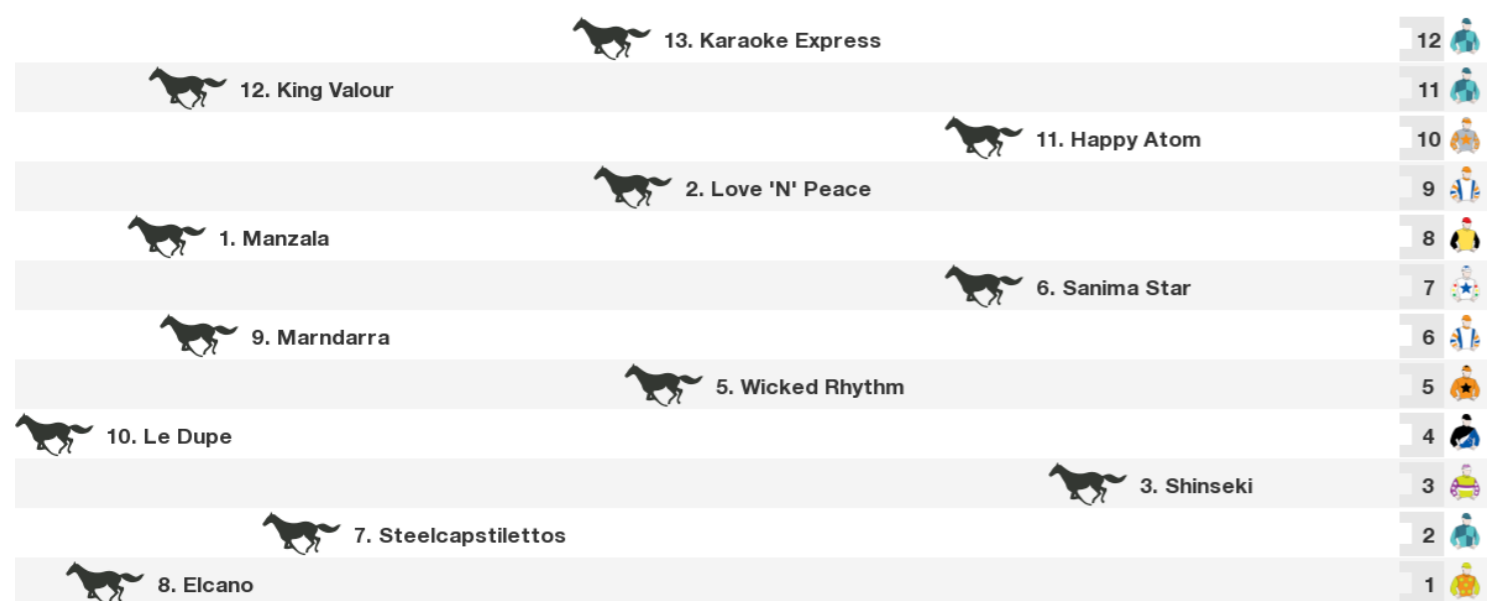 13. Karaoke Express 12
12. King Valour 11
11. Happy Atom 10
2. Love 'N' Peace 9
1. Manzala 8
6. Sanima Star 7
9. Marndarra 6
5. Wicked Rhythm 5
10. Le Dupe 4
3. Shinseki 3
7. Steelcapstilettos 2
8. Elcano 1